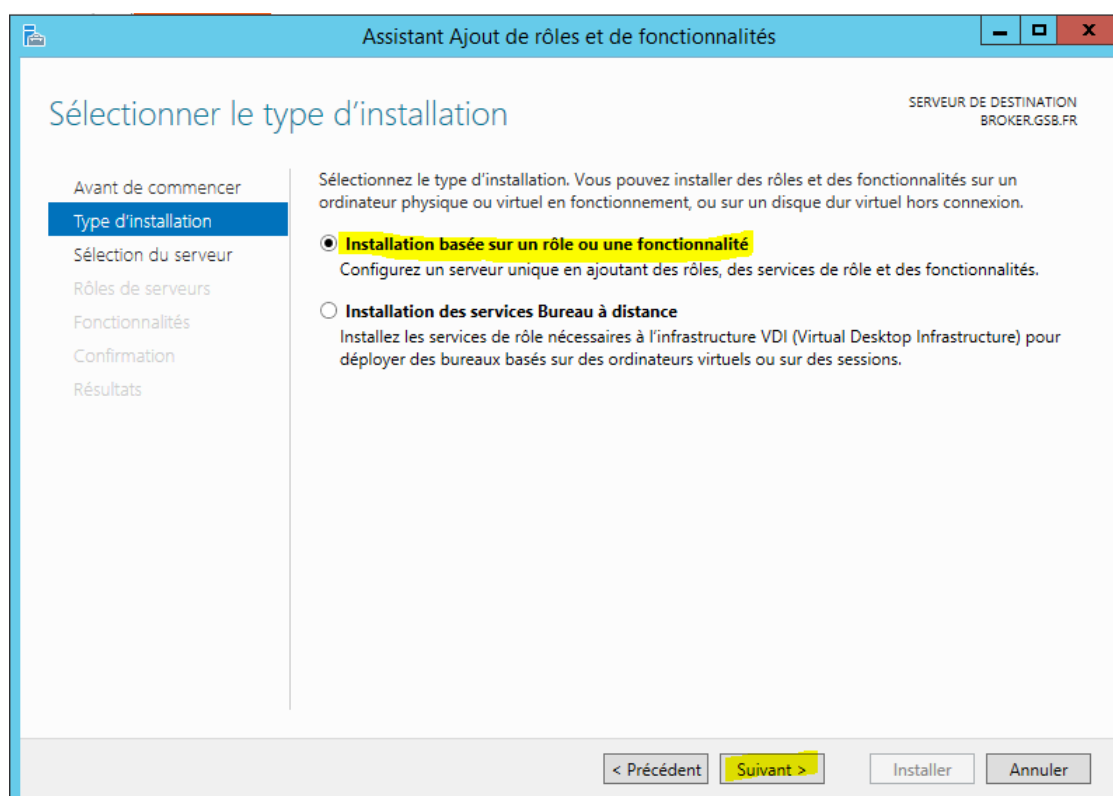 Assistant Ajout de rôles et de fonctionnalités
Sélectionner le type d'installation
SERVEUR DE DESTINATION
BROKER.GSB.FR
Avant de commencer
Type d'installation
Sélection du serveur
Rôles de serveurs
Fonctionnalités
Confirmation
Résultats
Sélectionnez le type d'installation. Vous pouvez installer des rôles et des fonctionnalités sur un
ordinateur physique ou virtuel en fonctionnement, ou sur un disque dur virtuel hors connexion.
Installation basée sur un rôle ou une fonctionnalité
Configurez un serveur unique en ajoutant des rôles, des services de rôle et des fonctionnalités.
Installation des services Bureau à distance
Installez les services de rôle nécessaires à l'infrastructure VDI (Virtual Desktop Infrastructure) pour
déployer des bureaux basés sur des ordinateurs virtuels ou sur des sessions.
< Précédent
Suivant >
Installer
Annuler